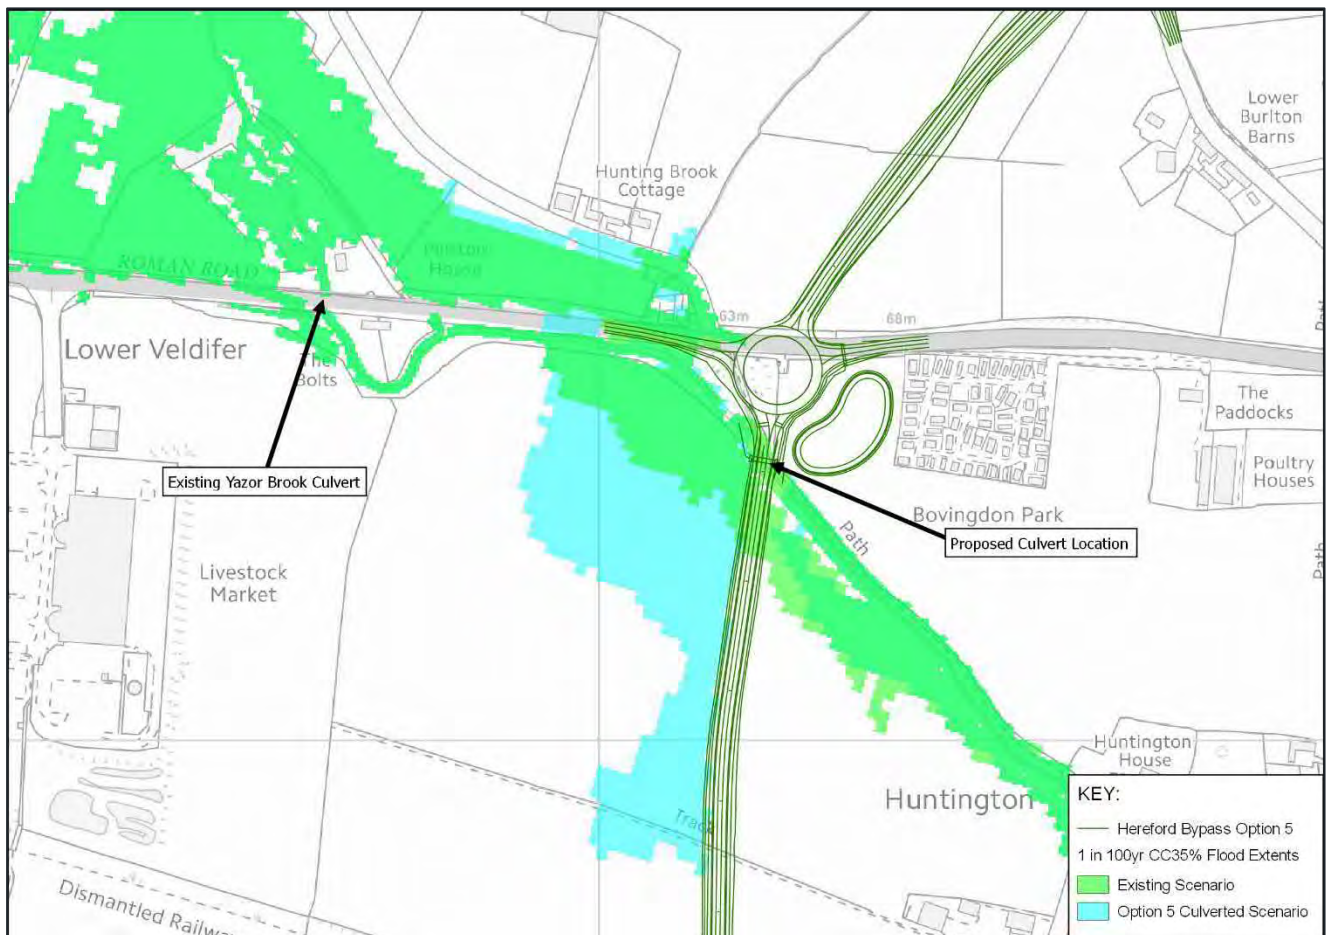 Lower
Burlton
Barns
Hunting Brook
Cottage
House
ROMAN ROAD
63m
68m
Lower Veldifer
The
Bolts
The
Paddocks
Existing Yazor Brook Culvert
Poultry
Houses
Bovingdon Park
Path
Proposed Culvert Location
Path
Livestock
Market
Huntington
House
Huntington
Track
Dismantled Railway
KEY:
Hereford Bypass Option 5
1 in 100yr CC35% Flood Extents
Existing Scenario
Option 5 Culverted Scenario